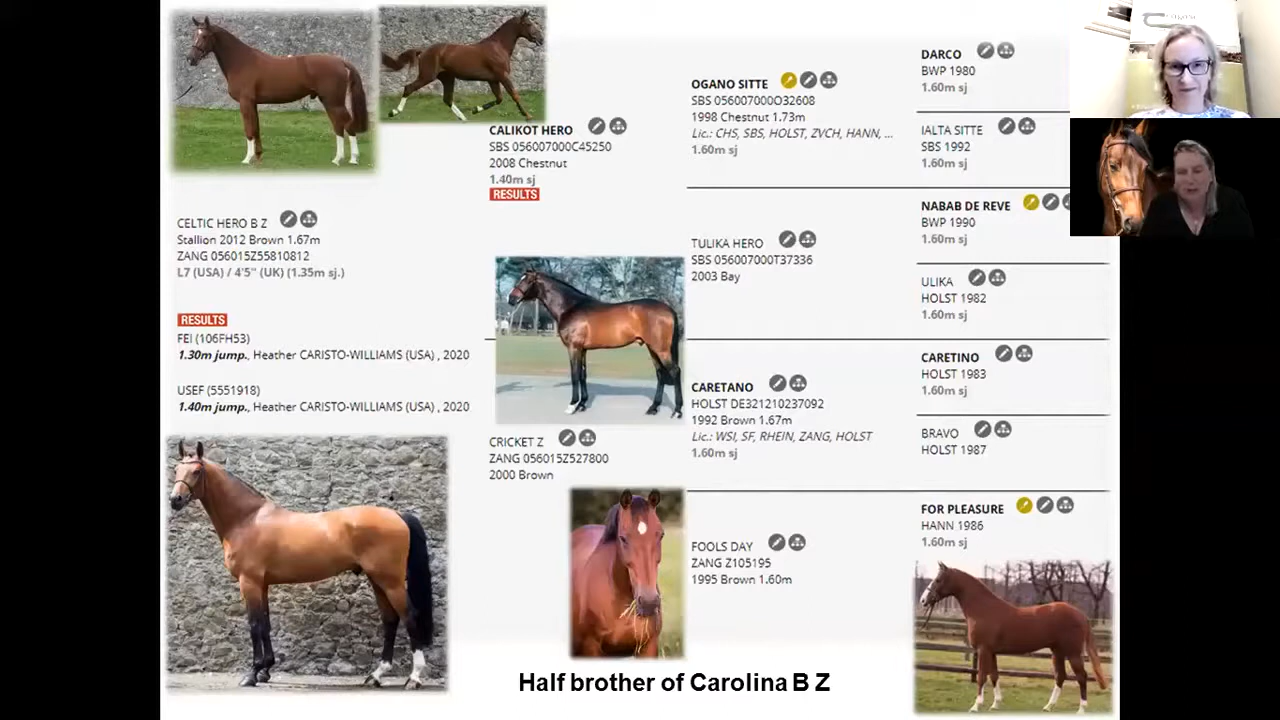 CELTIC HERO B Z
Stallion 2012 Brown 1.67m
ZANG 056015Z55810812
L7 (USA) / 4'5" (UK) (1.35m sj.)
RESULTS
FEI (106FH53)
1.30m jump., Heather CARISTO-WILLIAMS (USA) , 2020
USEF (5551918)
1.40m jump., Heather CARISTO-WILLIAMS (USA) , 2020
CALIKOT HERO
SBS 056007000C45250
2008 Chestnut
1.40m sj
RESULTS
CRICKET Z
ZANG 056015Z527800
2000 Brown
OGANO SITTE
SBS 056007000O32608
1998 Chestnut 1.73m
Lic.: CHS, SBS, HOLST, ZVCH, HANN, ...
1.60m sj
TULIKA HERO
SBS 056007000T37336
2003 Bay
CARETANO
HOLST DE321210237092
1992 Brown 1.67m
Lic.: WSI, SF, RHEIN, ZANG, HOLST
1.60m sj
FOOLS DAY
ZANG Z105195
1995 Brown 1.60m
DARCO
BWP 1980
1.60m sj
IALTA SITTE
SBS 1992
1.60m sj
NABAB DE REVE
BWP 1990
1.60m sj
ULIKA
HOLST 1982
1.60m sj
CARETINO
HOLST 1983
1.60m sj
BRAVO
HOLST 1987
FOR PLEASURE
HANN 1986
1.60m sj
Half brother of Carolina B Z